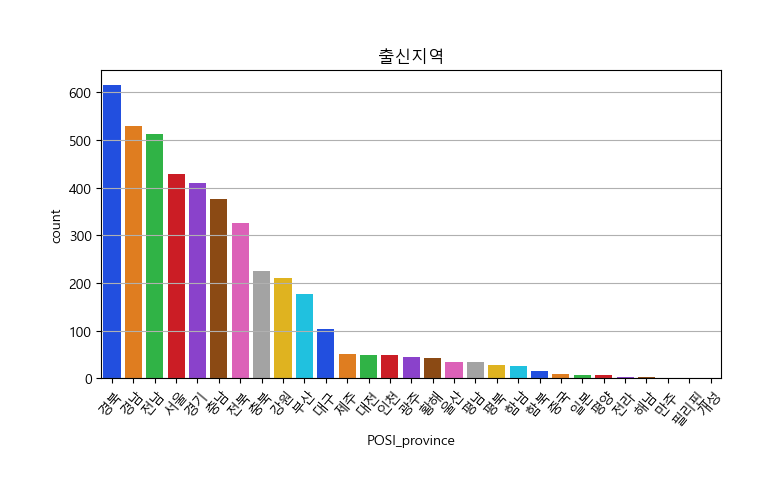 출신지역
count
600
500
400
300
200
100
0
경북 경남 전남 서울 경기 충남 전북 충북 강원 부산 대구 제주 대전 인천 광주 황해 울산 평남 평북 함남 함북 중국 일본 평양 전라 해남 만주 필리핀 개성
POSI_province